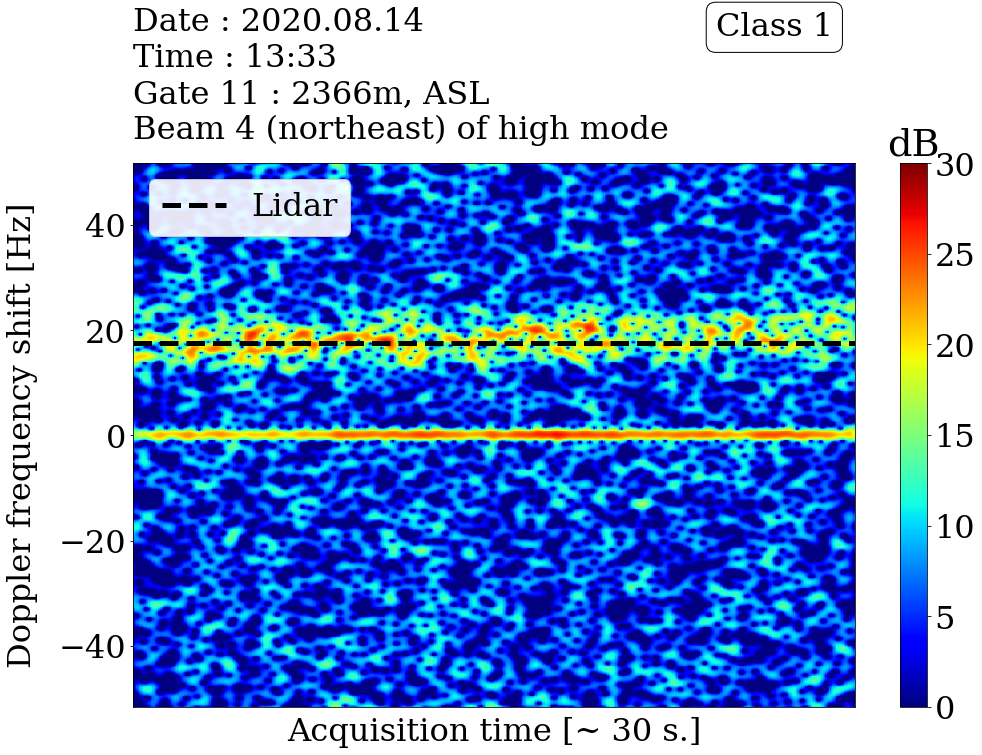 Date : 2020.08.14
Time : 13:33
Gate 11 : 2366m, ASL
Beam 4 (northeast) of high mode
Class 1
dB
Lidar
Doppler frequency shift [Hz]
40
20
0
−20
−40
Acquisition time [~ 30 s.]
30
25
20
15
10
5
0